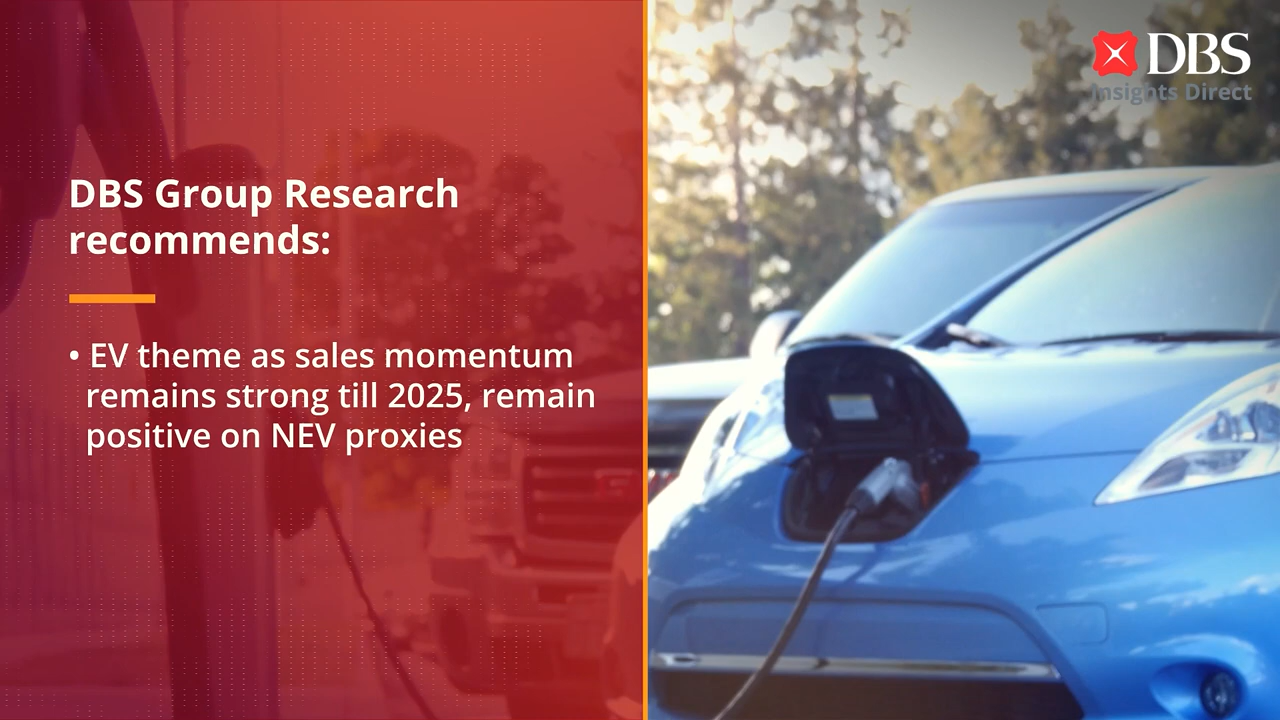 DBS
Insights Direct
DBS Group Research
recommends:
• EV theme as sales momentum
remains strong till 2025, remain
positive on NEV proxies